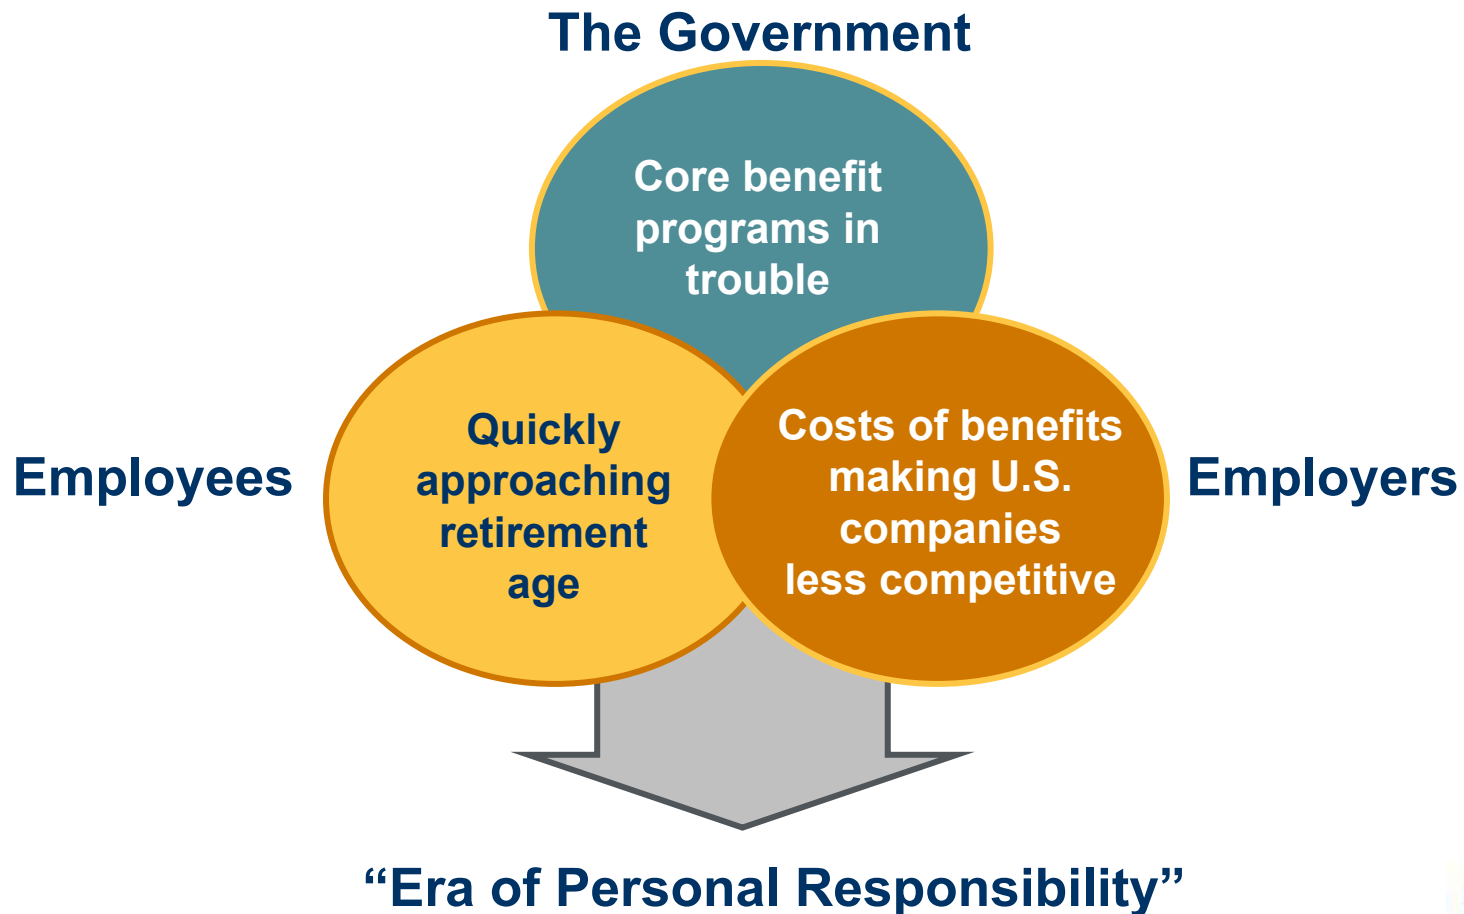 The Government
Core benefit
programs in
trouble
Employees
Quickly
approaching
retirement
age
Costs of benefits
making U.S.
companies
less competitive
Employers
“Era of Personal Responsibility”